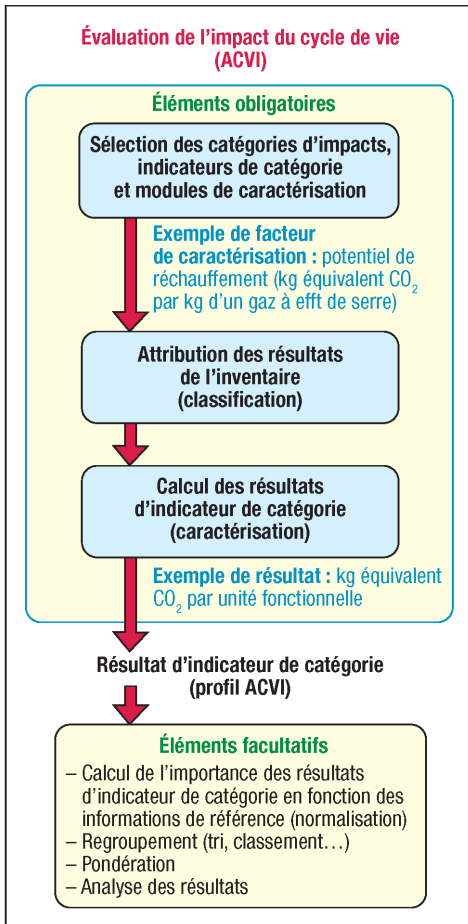 Évaluation de l’impact du cycle de vie
(ACVI)
Éléments obligatoires
Sélection des catégories d’impacts,
indicateurs de catégorie
et modules de caractérisation
Exemple de facteur
de caractérisation : potentiel de
réchauffement (kg équivalent CO₂
par kg d’un gaz à efft de serre)
Attribution des résultats
de l’inventaire
(classification)
Calcul des résultats
d’indicateur de catégorie
(caractérisation)
Exemple de résultat : kg équivalent
CO₂ par unité fonctionnelle
Résultat d’indicateur de catégorie
(profil ACVI)
Éléments facultatifs
– Calcul de l’importance des résultats
d’indicateur de catégorie en fonction des
informations de référence (normalisation)
– Regroupement (tri, classement…)
– Pondération
– Analyse des résultats